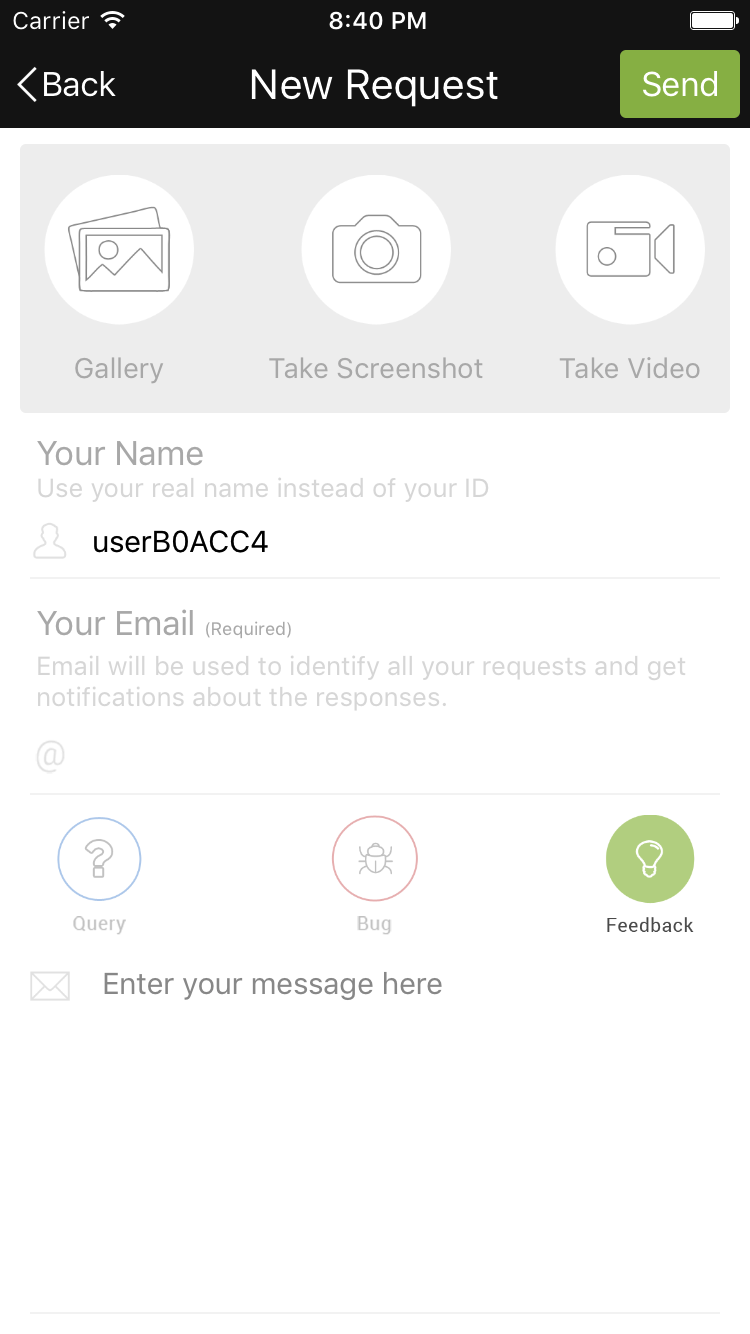 Carrier 8:40 PM
Back New Request Send
Gallery Take Screenshot Take Video
Your Name
Use your real name instead of your ID
userB0ACC4
Your Email (Required)
Email will be used to identify all your requests and get
notifications about the responses.
@
Query Bug Feedback
Enter your message here